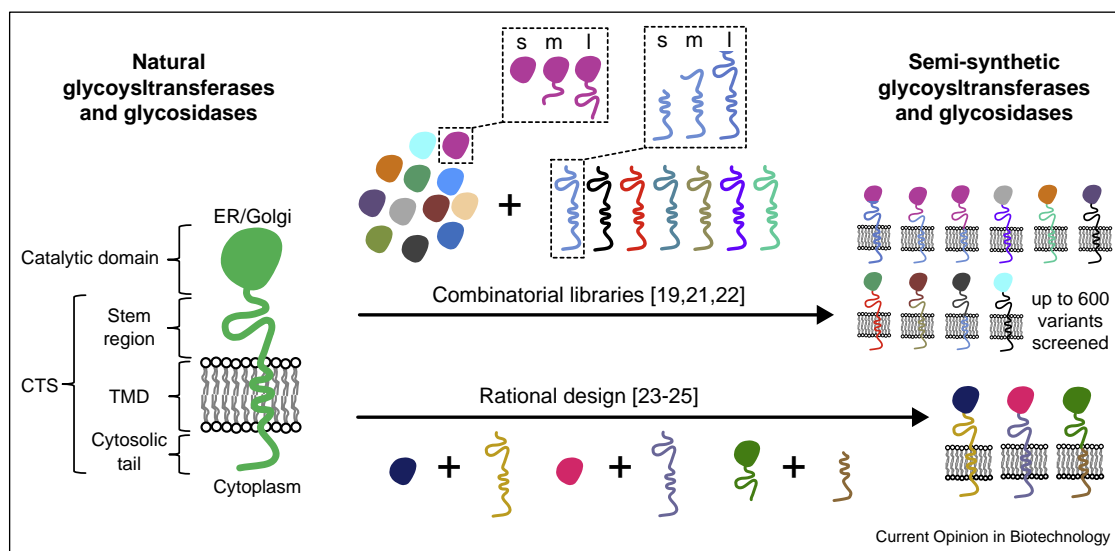 Natural
glycoysltransferases
and glycosidases
s m l
s m l
Semi-synthetic
glycoysltransferases
and glycosidases
+
ER/Golgi
Catalytic domain
Stem
region
CTS
TMD
Cytosolic
tail
Cytoplasm
Combinatorial libraries [19,21,22]
up to 600
variants
screened
Rational design [23-25]
+ + +
Current Opinion in Biotechnology